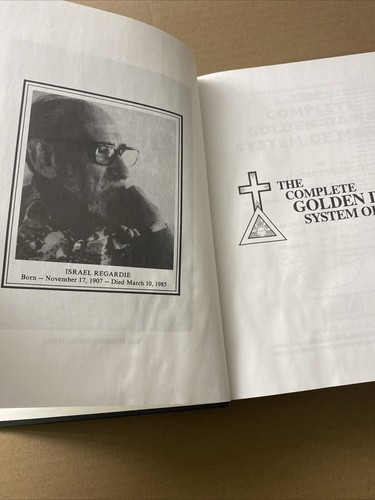 ISRAEL REGARDIE
Born — November 17, 1907 — Died March 10, 1985
THE
COMPLETE
GOLDEN
SYSTEM OF